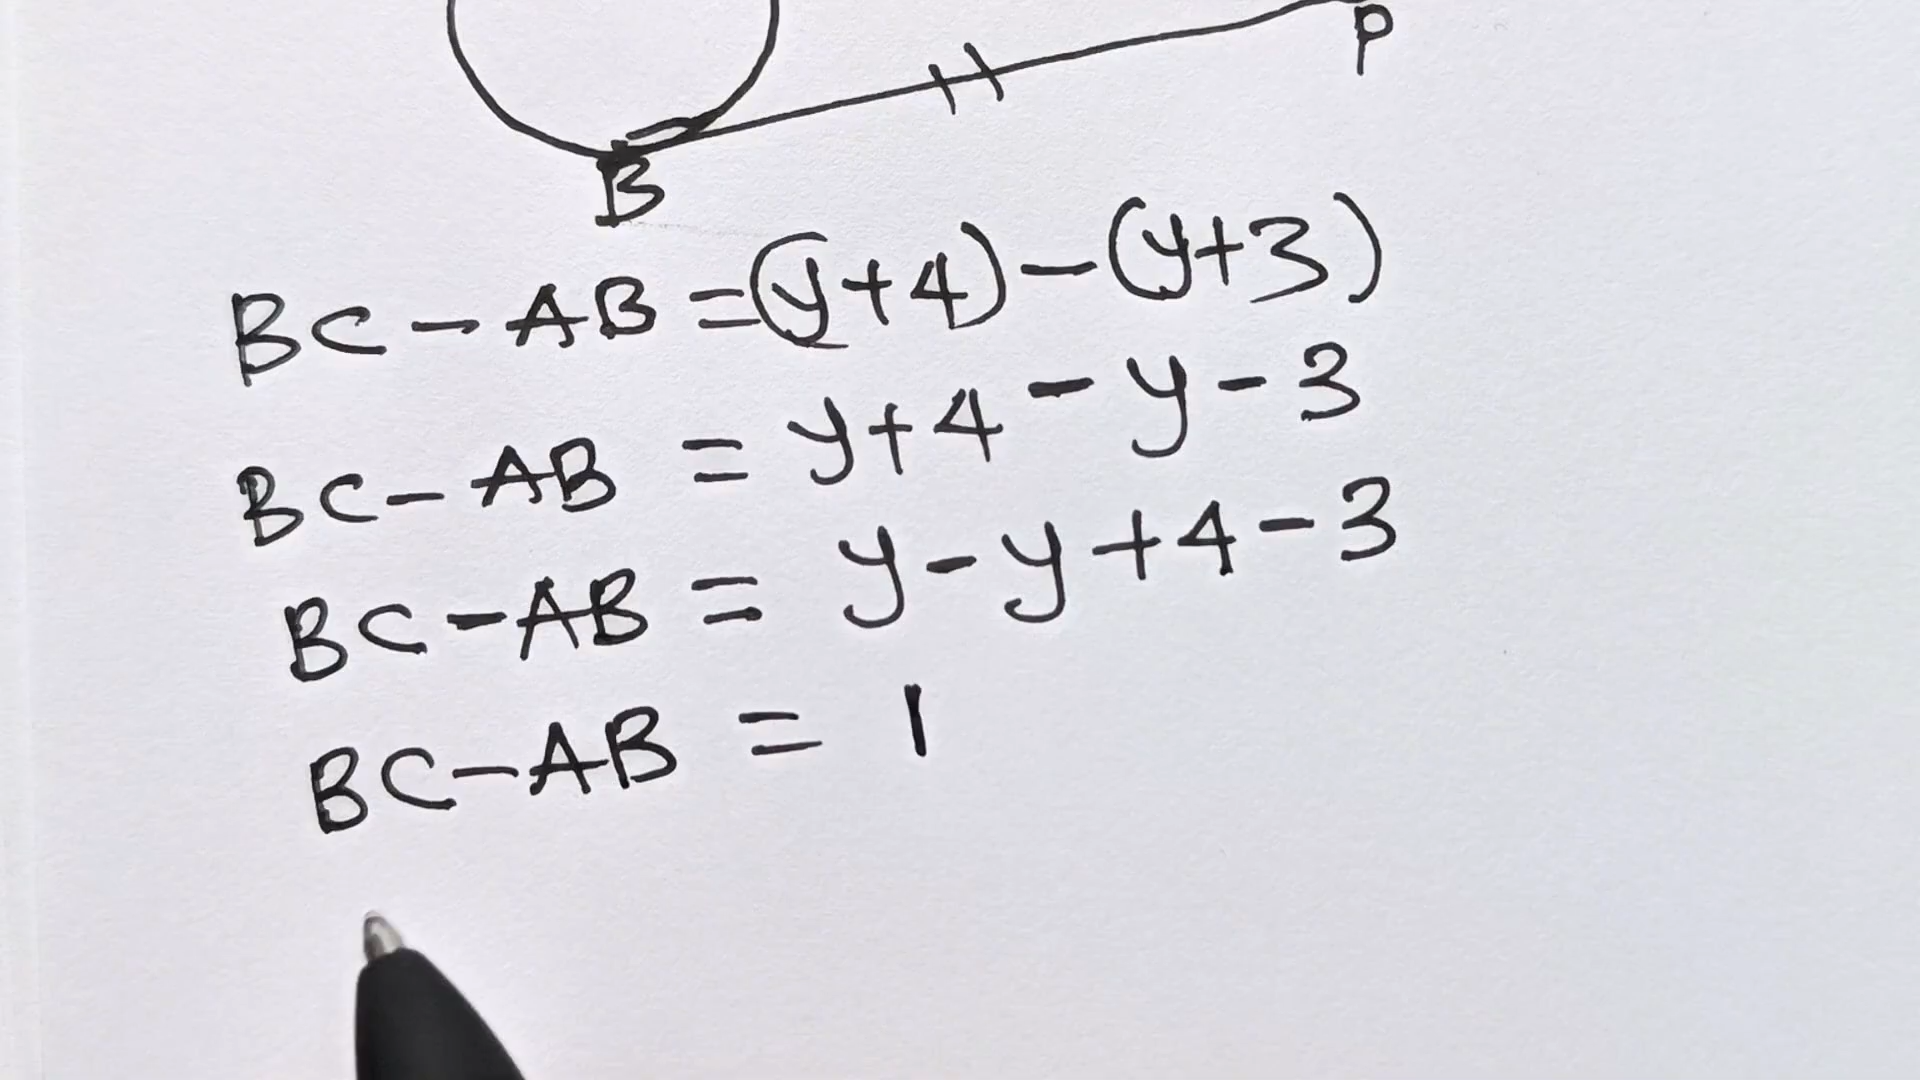 P
B
BC - AB = (y+4) - (y+3)
BC - AB = y+4 - y - 3
BC - AB = y - y + 4 - 3
BC - AB = 1